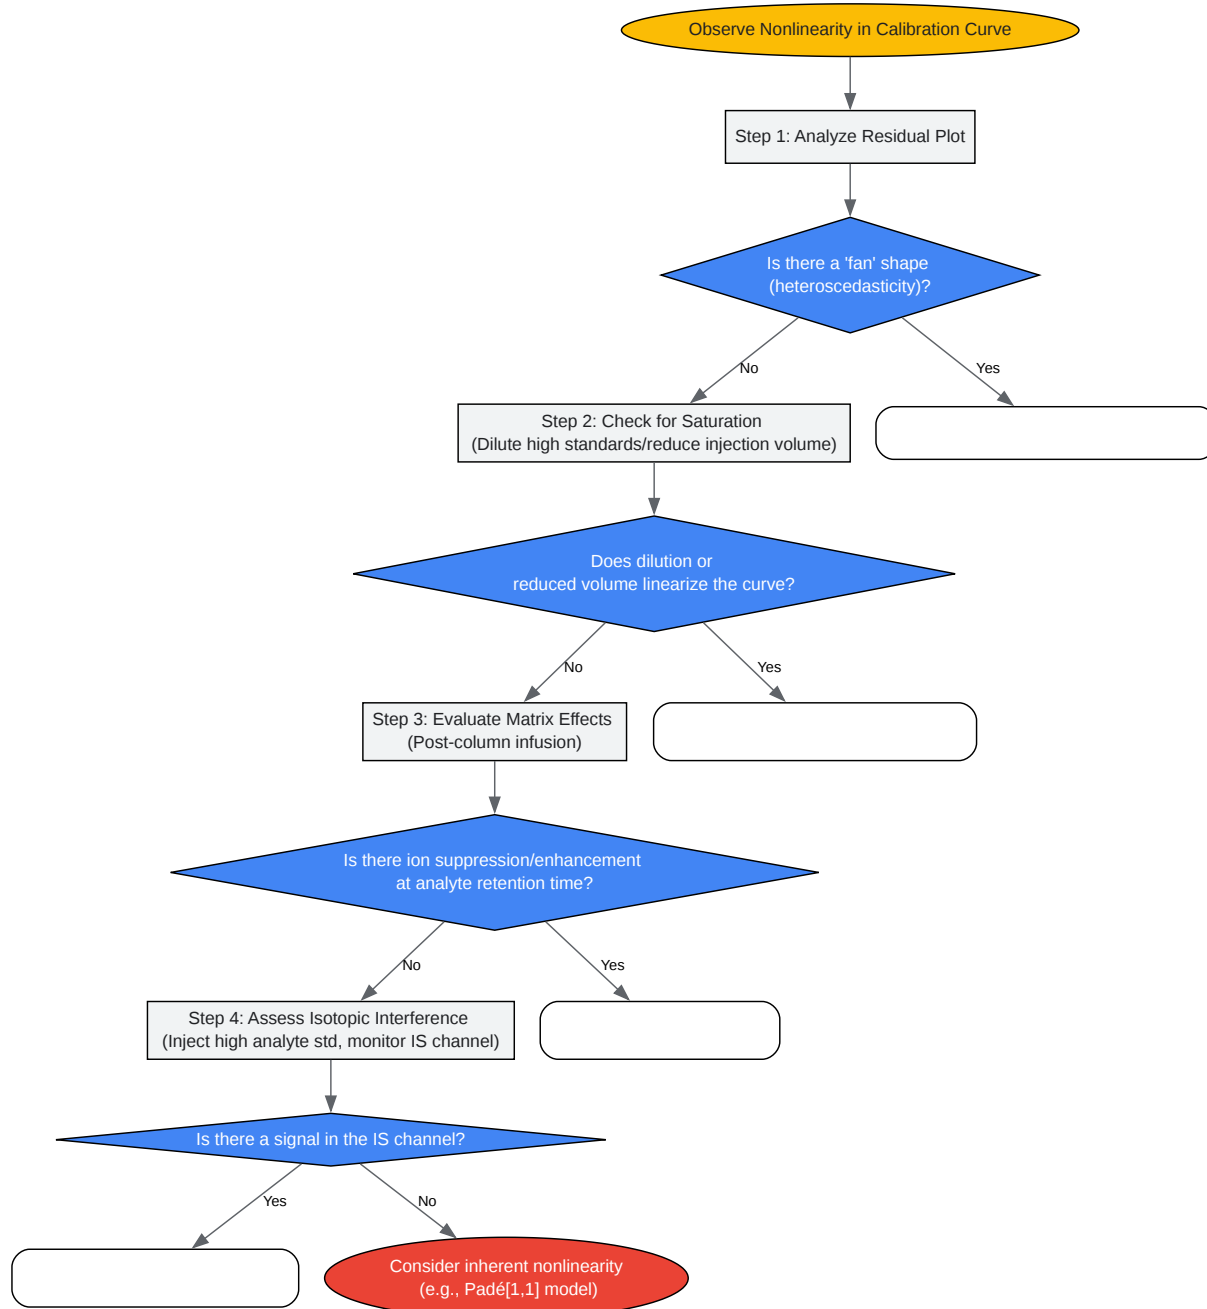 Observe Nonlinearity in Calibration Curve
Step 1: Analyze Residual Plot
Is there a 'fan' shape
(heteroscedasticity)?
No
Yes
Step 2: Check for Saturation
(Dilute high standards/reduce injection volume)
Does dilution or
reduced volume linearize the curve?
No
Yes
Step 3: Evaluate Matrix Effects
(Post-column infusion)
Is there ion suppression/enhancement
at analyte retention time?
No
Yes
Step 4: Assess Isotopic Interference
(Inject high analyte std, monitor IS channel)
Is there a signal in the IS channel?
Yes
No
Consider inherent nonlinearity
(e.g., Padé[1,1] model)